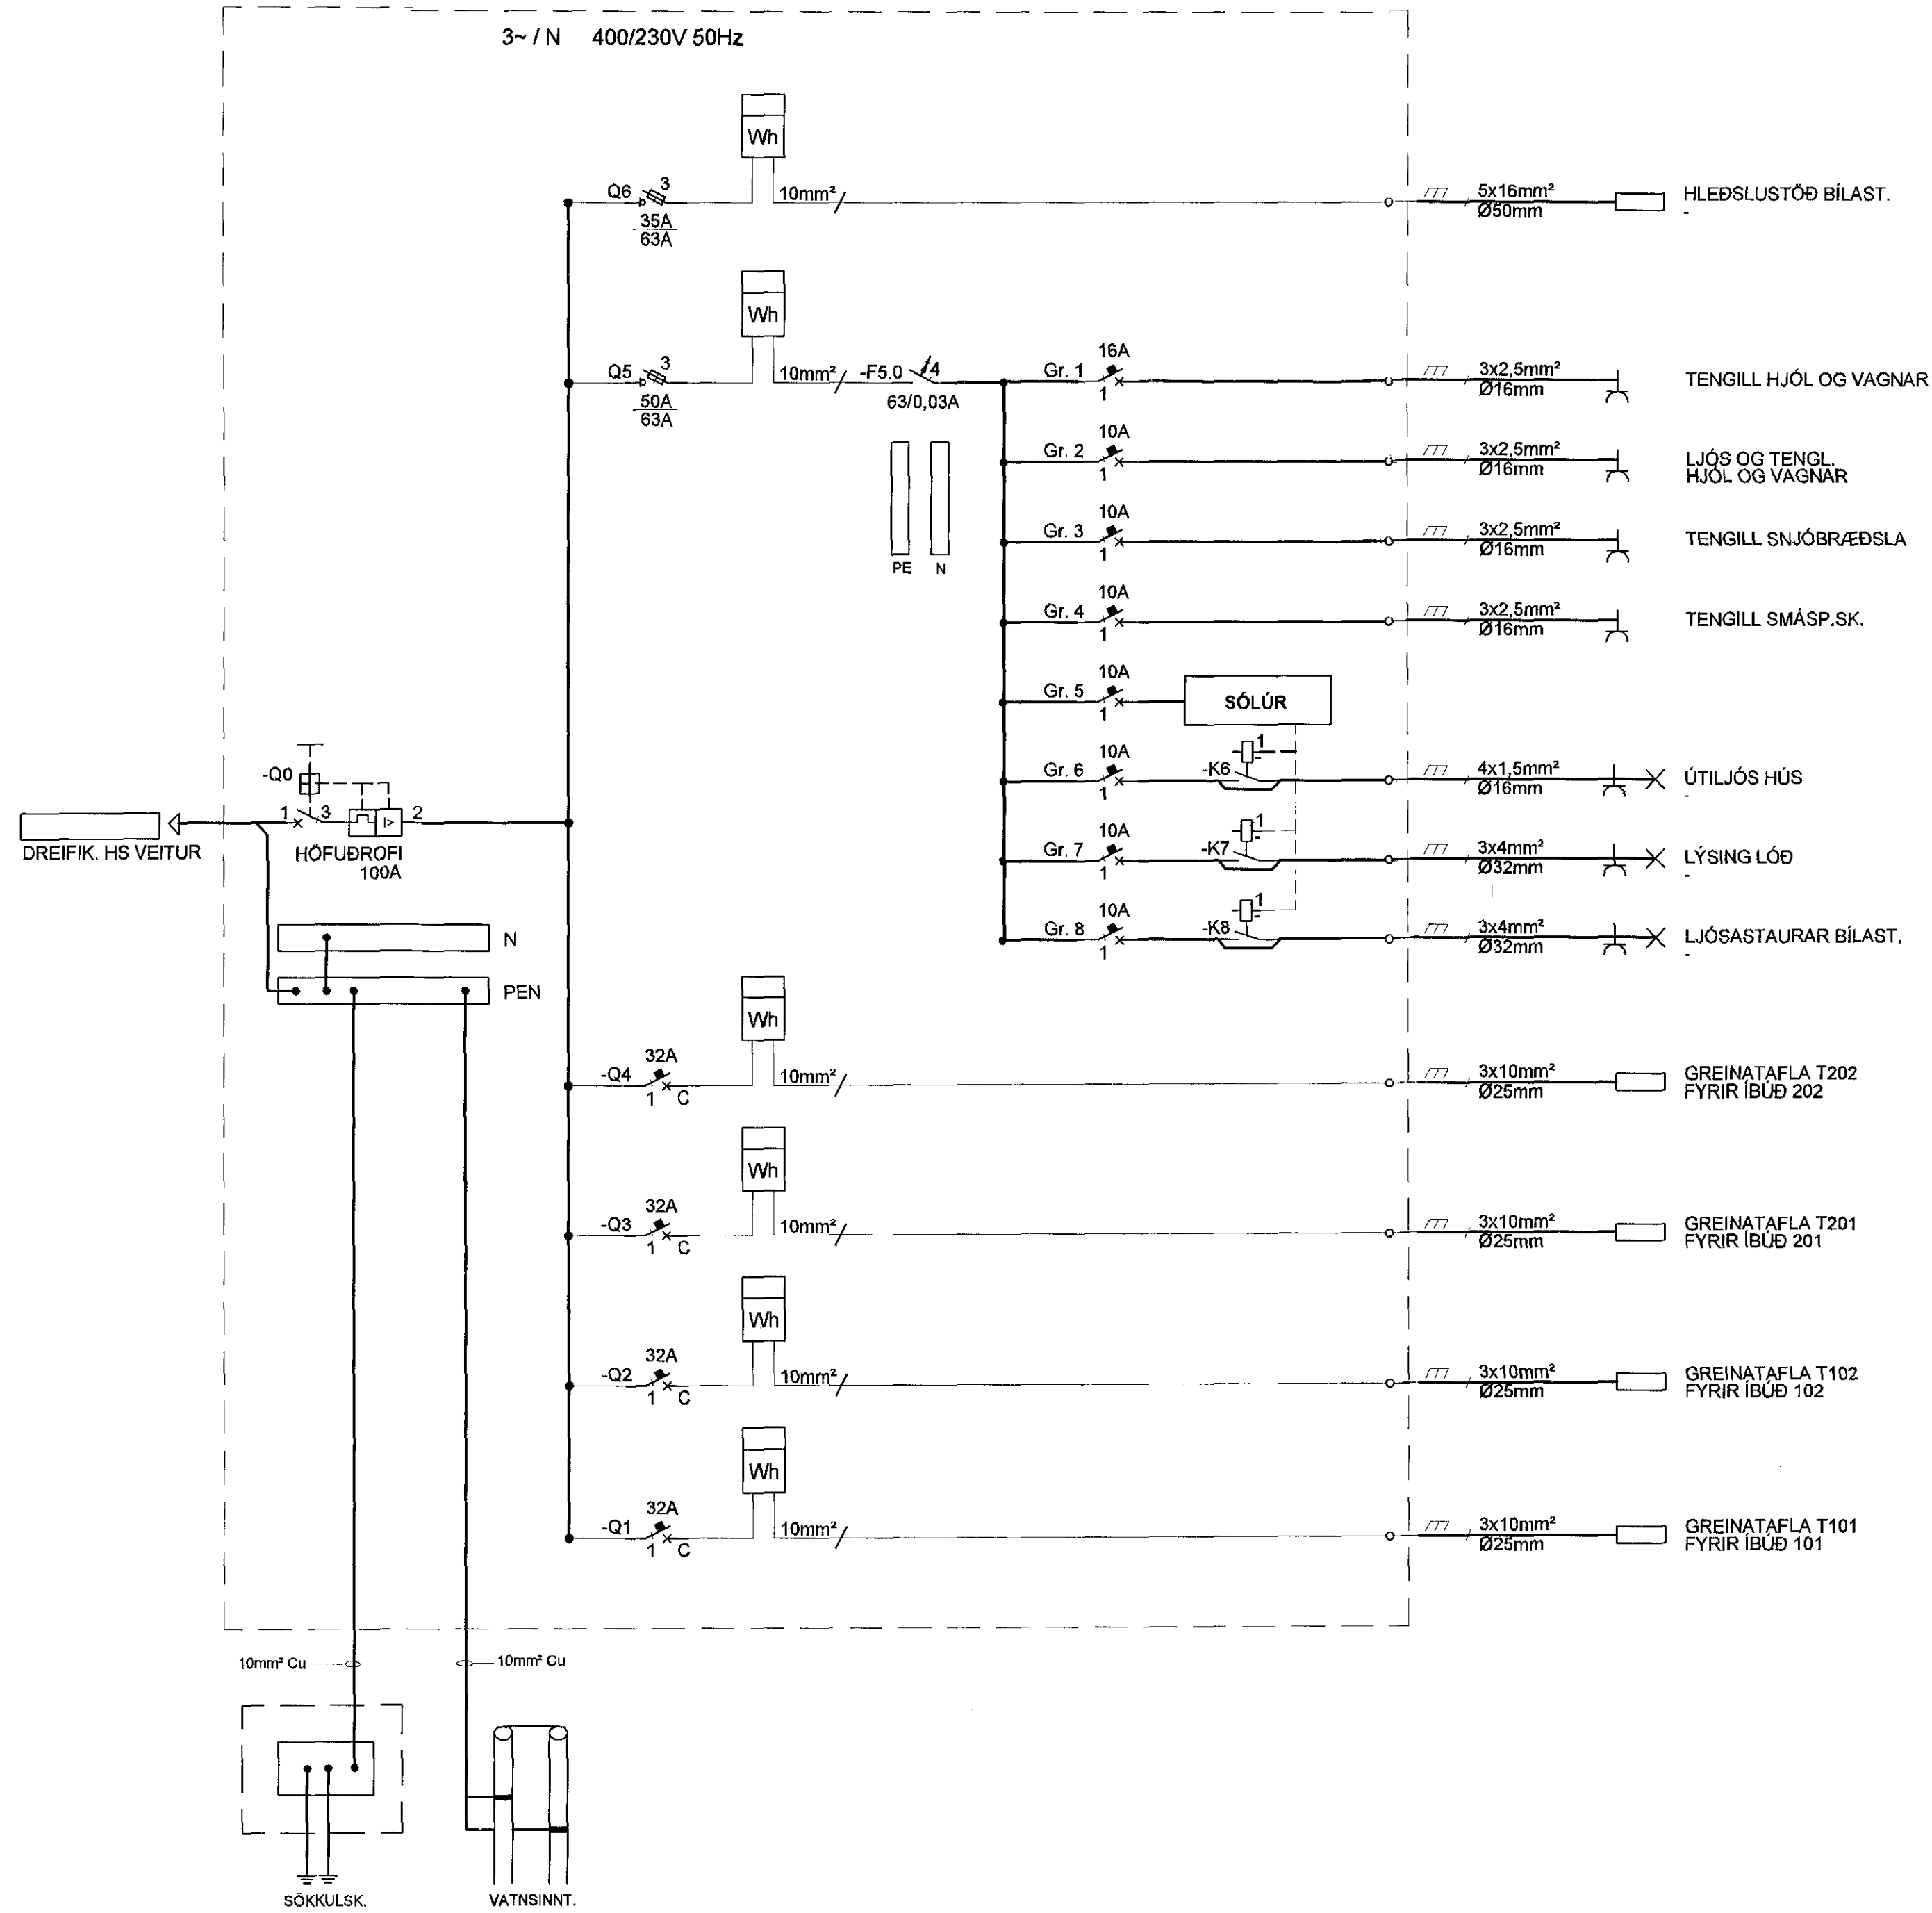 3~ / N 400/230V 50Hz
Wh
Q6 3 10mm² 5x16mm² HLEÐSLUSTÖÐ BÍLAST.
35A Ø50mm -
63A
Wh
Q5 3 10mm² -F5.0 4
50A 63/0,03A
63A
PE N
16A
Gr. 1 3x2,5mm² TENGILL HJÓL OG VAGNAR
1 Ø16mm
10A
Gr. 2 3x2,5mm² LJÓS OG TENGL.
1 Ø16mm HJÓL OG VAGNAR
10A
Gr. 3 3x2,5mm² TENGILL SNJÓBRÆÐSLA
1 Ø16mm
10A
Gr. 4 3x2,5mm² TENGILL SMÁSP.SK.
1 Ø16mm
10A
Gr. 5 SÓLÚR
1
10A 1
Gr. 6 -K6 4x1,5mm² ÚTILJÓS HÚS
1 Ø16mm -
10A 1
Gr. 7 -K7 3x4mm² LÝSING LÓÐ
1 Ø32mm -
10A 1
Gr. 8 -K8 3x4mm² LJÓSASTAURAR BÍLAST.
1 Ø32mm -
-Q0
1 3 I> 2
DREIFIK. HS VEITUR HÖFUÐROFI
100A
N
PEN
Wh
32A
-Q4 10mm² 3x10mm² GREINATAFLA T202
1 C Ø25mm FYRIR ÍBÚÐ 202
Wh
32A
-Q3 10mm² 3x10mm² GREINATAFLA T201
1 C Ø25mm FYRIR ÍBÚÐ 201
Wh
32A
-Q2 10mm² 3x10mm² GREINATAFLA T102
1 C Ø25mm FYRIR ÍBÚÐ 102
Wh
32A
-Q1 10mm² 3x10mm² GREINATAFLA T101
1 C Ø25mm FYRIR ÍBÚÐ 101
10mm² Cu 10mm² Cu
SÖKKULSK. VATNSINNT.